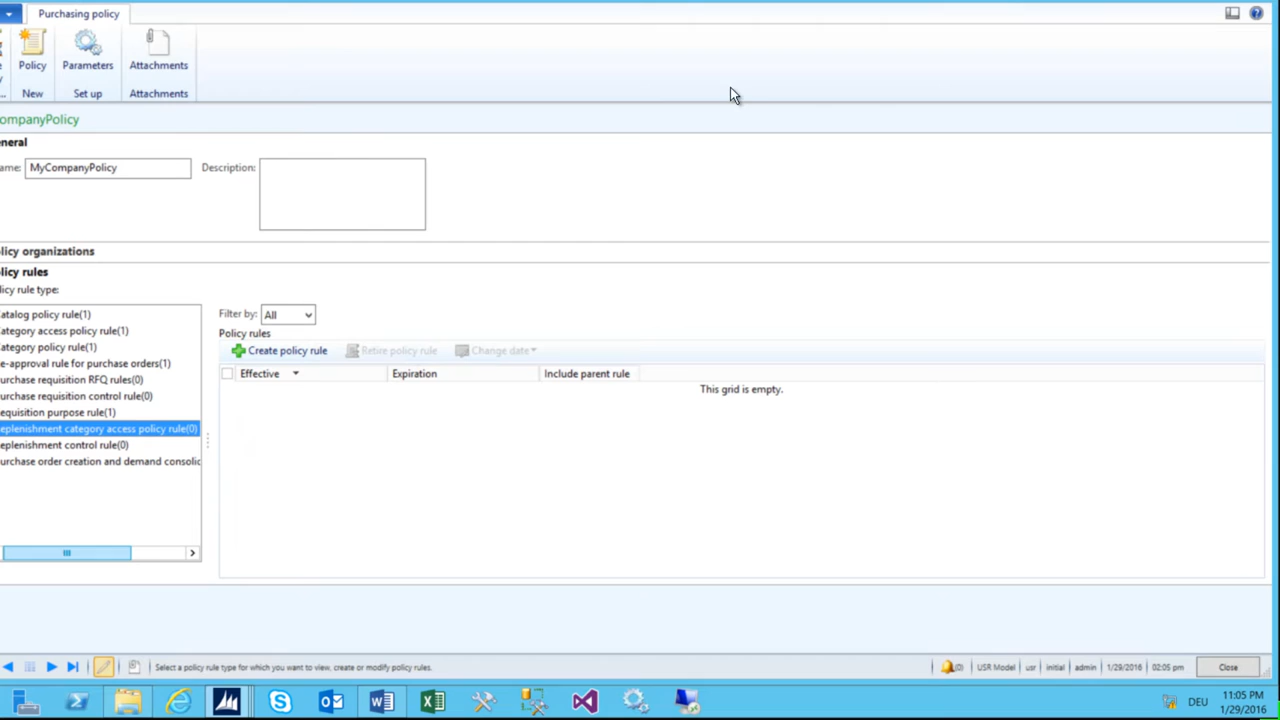 Purchasing policy
Policy
Parameters
Attachments
New
Set up
Attachments
ompanyPolicy
eneral
ame: MyCompanyPolicy
Description:
licy organizations
licy rules
licy rule type:
atalog policy rule(1)
ategory access policy rule(1)
ategory policy rule(1)
e-approval rule for purchase orders(1)
urchase requisition RFQ rules(0)
urchase requisition control rule(0)
equisition purpose rule(1)
eplenishment category access policy rule(0)
eplenishment control rule(0)
urchase order creation and demand consolic
Filter by: All
Policy rules
Create policy rule Retire policy rule Change date
Effective Expiration Include parent rule
This grid is empty.
Select a policy rule type for which you want to view, create or modify policy rules.
(0) USR Model usr initial admin 1/29/2016 02:05 pm Close
DEU 11:05 PM
1/29/2016